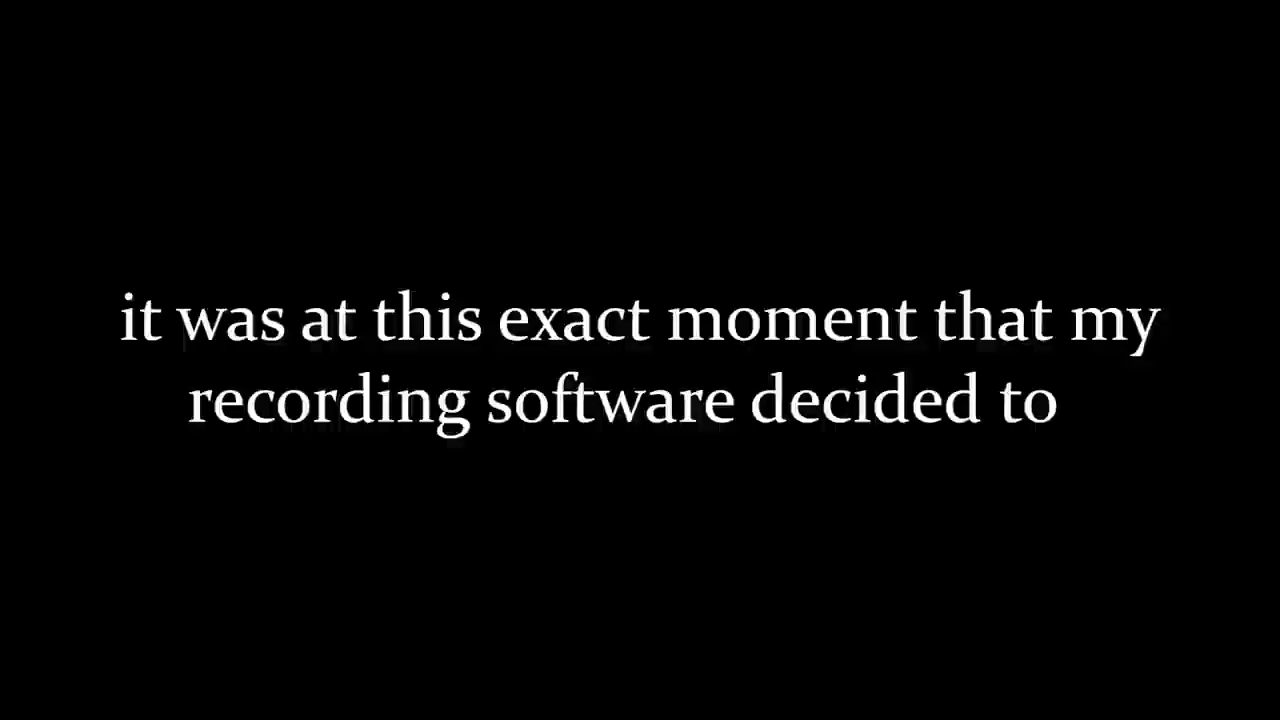 it was at this exact moment that my
recording software decided to